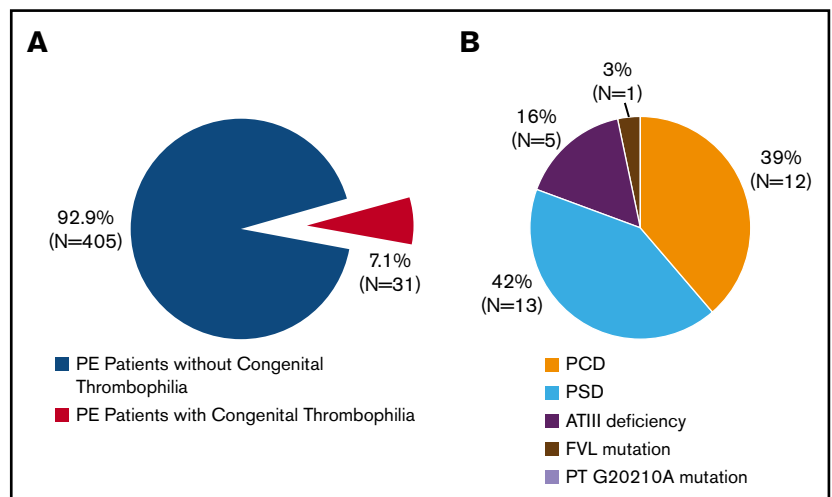 A
92.9%
(N=405)
7.1%
(N=31)
PE Patients without Congenital
Thrombophilia
PE Patients with Congenital Thrombophilia
B
3%
(N=1)
16%
(N=5)
39%
(N=12)
42%
(N=13)
PCD
PSD
ATIII deficiency
FVL mutation
PT G20210A mutation